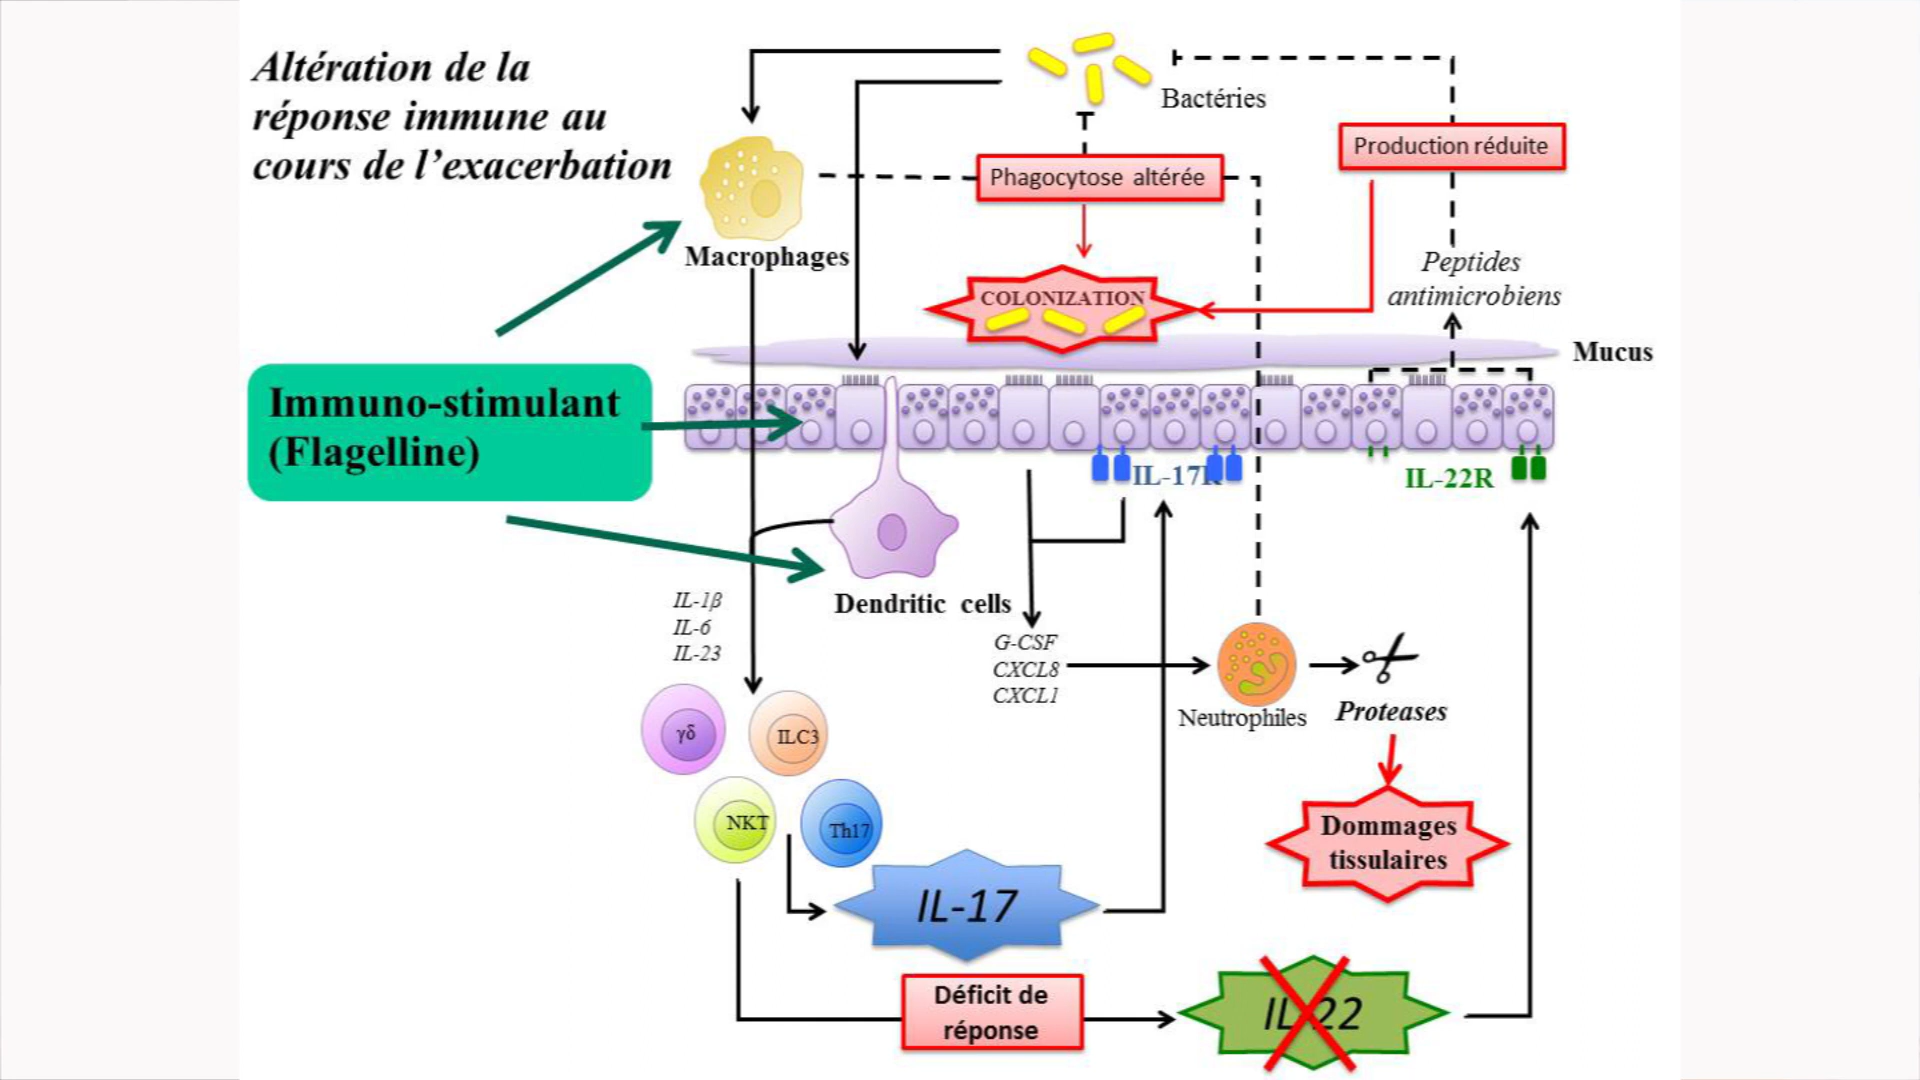 Altération de la
réponse immune au
cours de l’exacerbation
Bactéries
Production réduite
Phagocytose altérée
Macrophages
Peptides
antimicrobiens
COLONIZATION
Mucus
Immuno-stimulant
(Flagelline)
IL-17R
IL-22R
Dendritic cells
IL-1β
IL-6
IL-23
G-CSF
CXCL8
CXCL1
Neutrophiles
Proteases
γδ
ILC3
NKT
Th17
Dommages
tissulaires
IL-17
Déficit de
réponse
IL-22